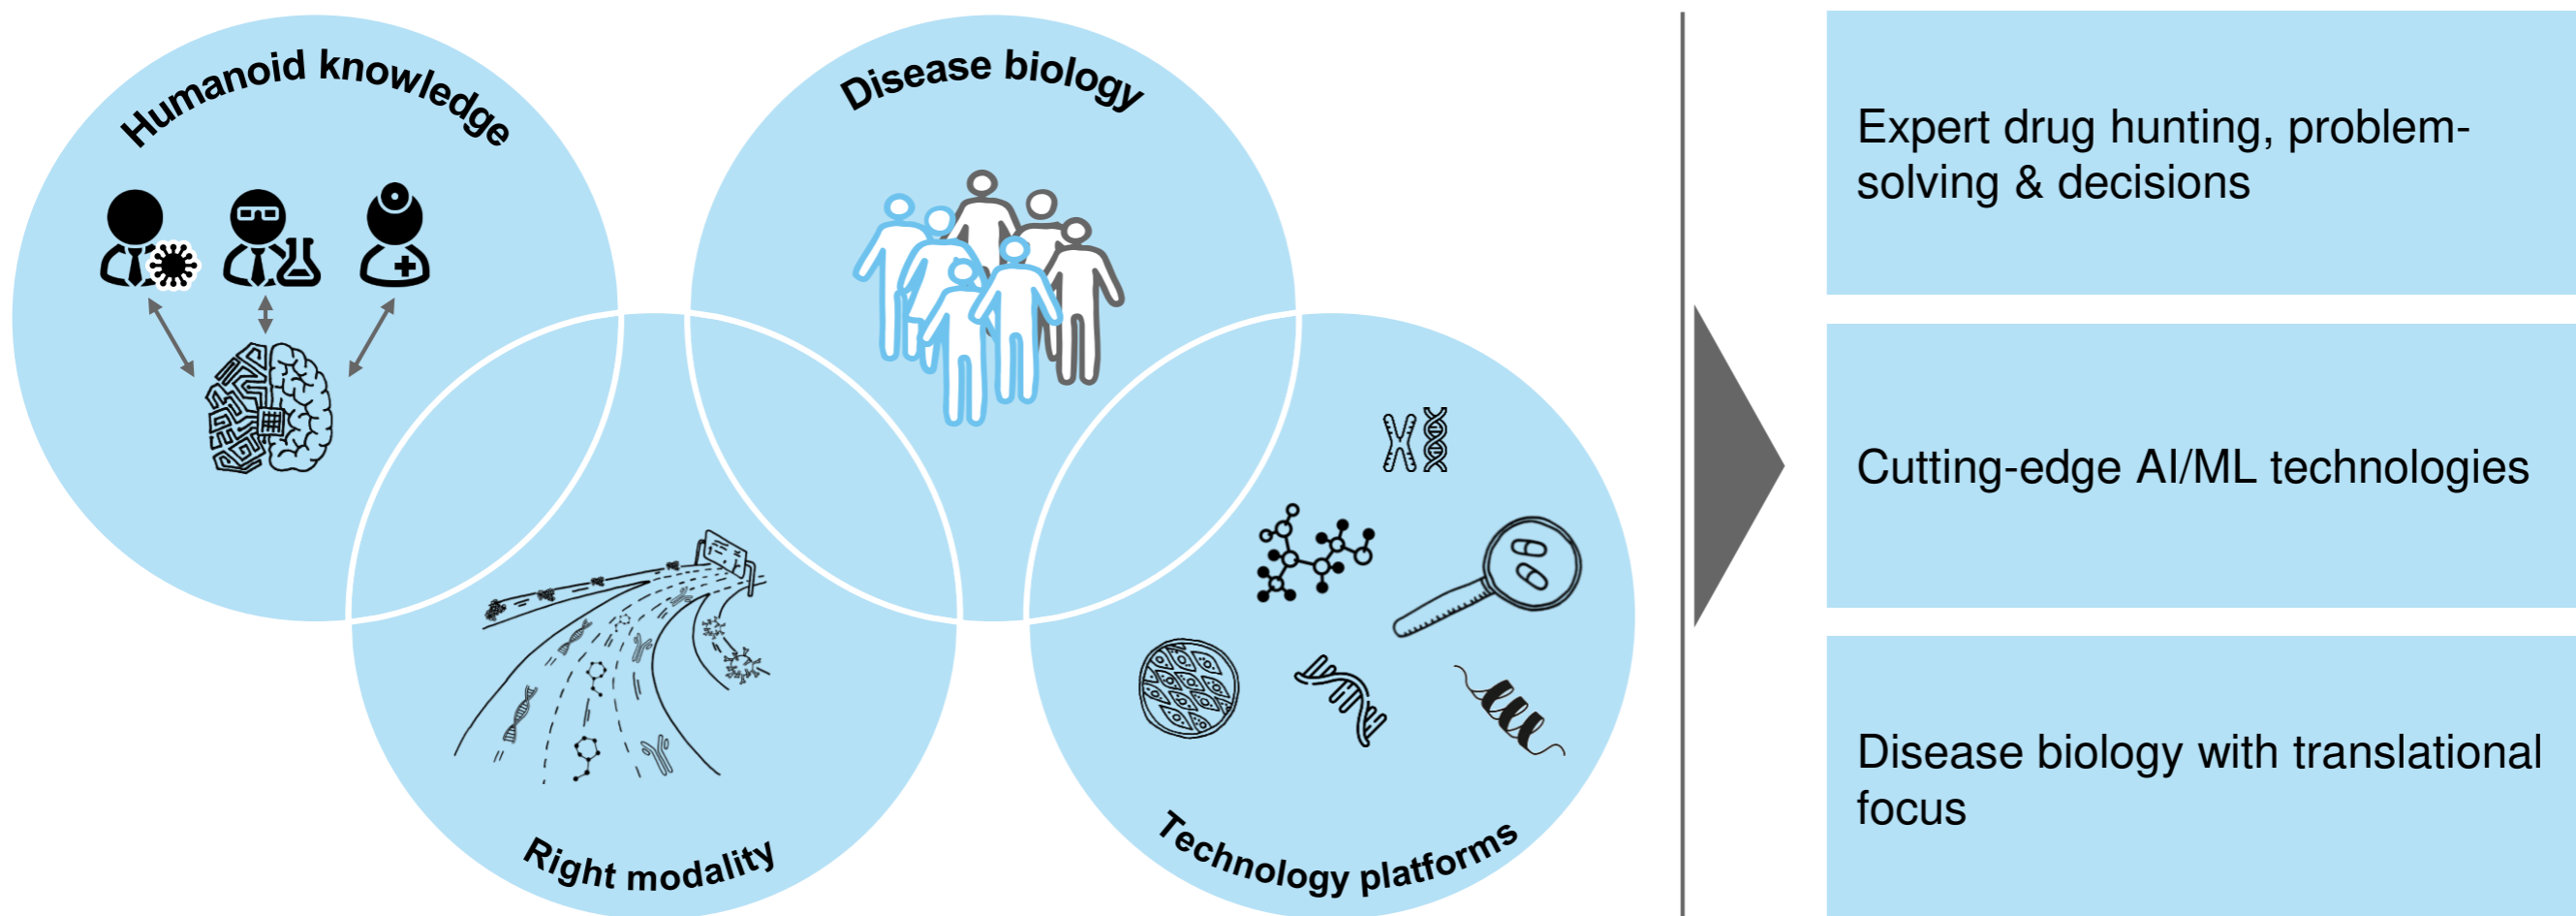 Humanoid knowledge
Disease biology
Right modality
Technology platforms
Expert drug hunting, problem-
solving & decisions
Cutting-edge AI/ML technologies
Disease biology with translational
focus